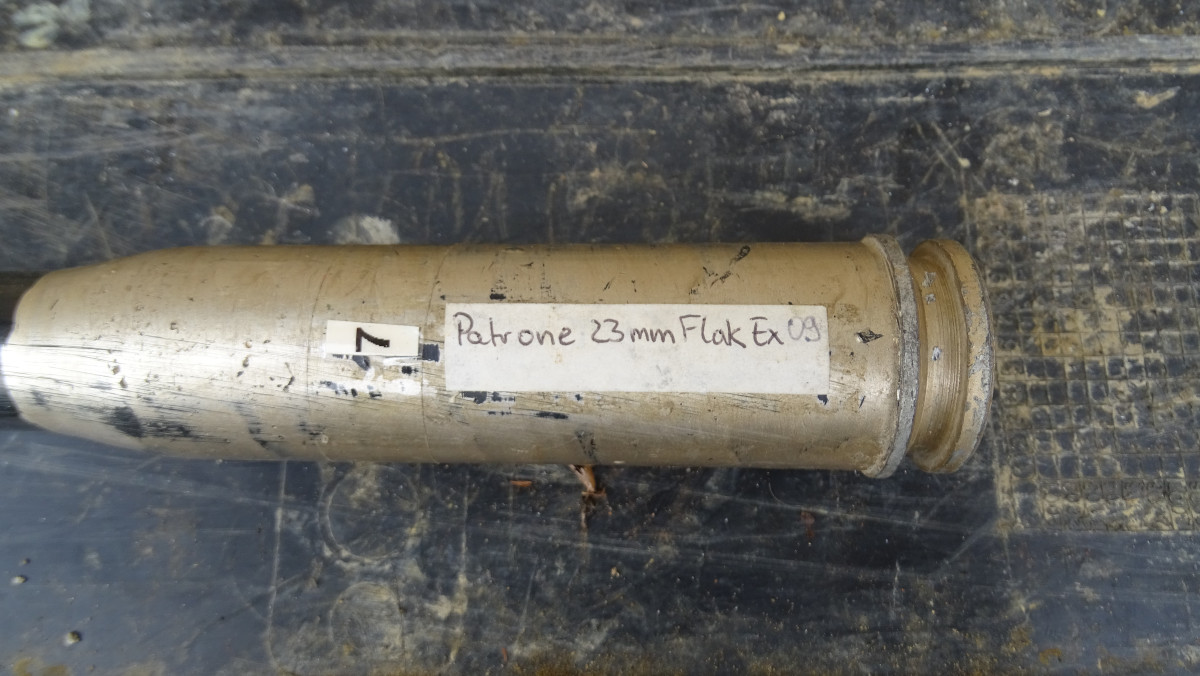 7
Patrone 23mm Flak Ex 09